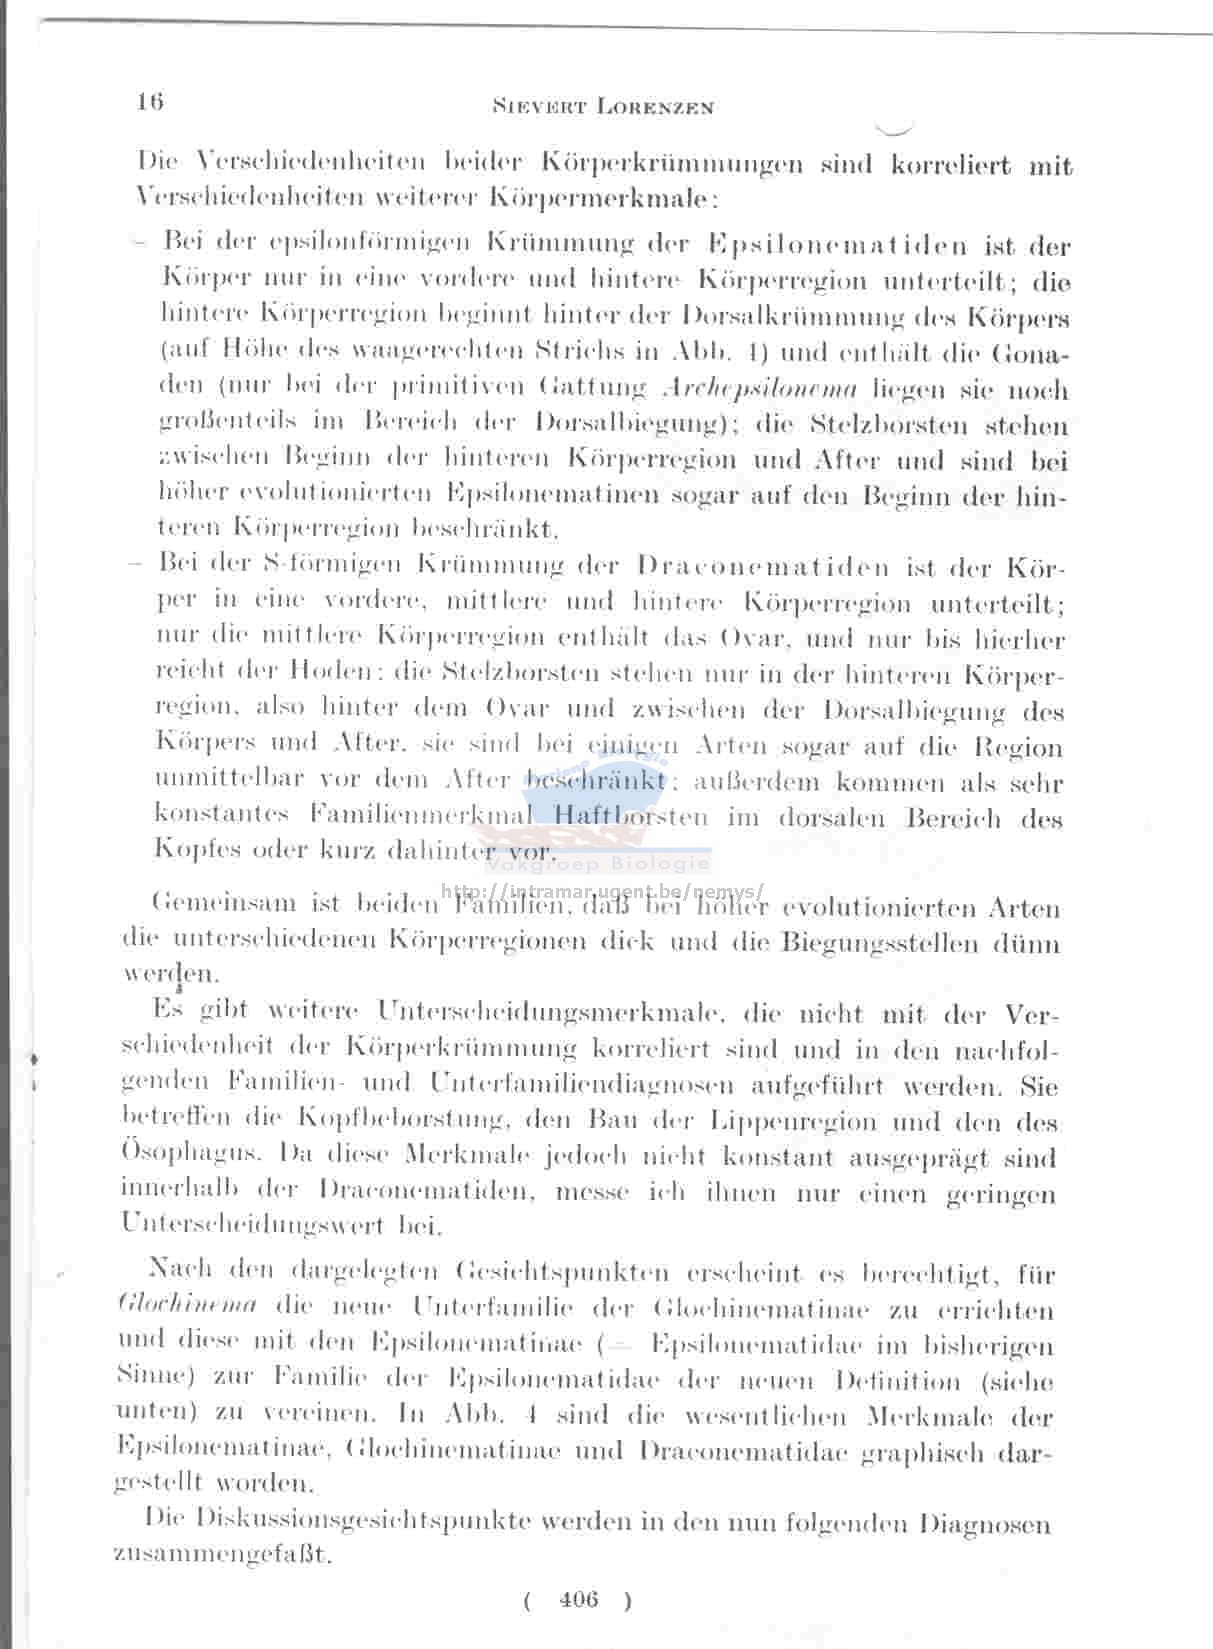 16
SIEVERT LORENZEN
Die Verschiedenheiten beider Körperkrümmungen sind korreliert mit
Verschiedenheiten weiterer Körpermerkmale:
– Bei der epsilonförmigen Krümmung der Epsilonematiden ist der
Körper nur in eine vordere und hintere Körperregion unterteilt; die
hintere Körperregion beginnt hinter der Dorsalkrümmung des Körpers
(auf Höhe des waagerechten Strichs in Abb. 4) und enthält die Gona-
den (nur bei der primitiven Gattung Archepsilonema liegen sie noch
großenteils im Bereich der Dorsalbiegung); die Stelzborsten stehen
zwischen Beginn der hinteren Körperregion und After und sind bei
höher evolutionierten Epsilonematinen sogar auf den Beginn der hin-
teren Körperregion beschränkt.
– Bei der S-förmigen Krümmung der Draconematiden ist der Kör-
per in eine vordere, mittlere und hintere Körperregion unterteilt;
nur die mittlere Körperregion enthält das Ovar, und nur bis hierher
reicht der Hoden; die Stelzborsten stehen nur in der hinteren Körper-
region, also hinter dem Ovar und zwischen der Dorsalbiegung des
Körpers und After, sie sind bei einigen Arten sogar auf die Region
unmittelbar vor dem After beschränkt; außerdem kommen als sehr
konstantes Familienmerkmal Haftborsten im dorsalen Bereich des
Kopfes oder kurz dahinter vor.
Vakgroep Biologie
http://intramar.ugent.be/nemys/
Gemeinsam ist beiden Familien, daß bei höher evolutionierten Arten
die unterschiedenen Körperregionen dick und die Biegungsstellen dünn
werden.
Es gibt weitere Unterscheidungsmerkmale, die nicht mit der Ver-
schiedenheit der Körperkrümmung korreliert sind und in den nachfol-
genden Familien- und Unterfamiliendiagnosen aufgeführt werden. Sie
betreffen die Kopfbeborstung, den Bau der Lippenregion und den des
Ösophagus. Da diese Merkmale jedoch nicht konstant ausgeprägt sind
innerhalb der Draconematiden, messe ich ihnen nur einen geringen
Unterscheidungswert bei.
Nach den dargelegten Gesichtspunkten erscheint es berechtigt, für
Glochinema die neue Unterfamilie der Glochinematinae zu errichten
und diese mit den Epsilonematinae (= Epsilonematidae im bisherigen
Sinne) zur Familie der Epsilonematidae der neuen Definition (siehe
unten) zu vereinen. In Abb. 4 sind die wesentlichen Merkmale der
Epsilonematinae, Glochinematinae und Draconematidae graphisch dar-
gestellt worden.
Die Diskussionsgesichtspunkte werden in den nun folgenden Diagnosen
zusammengefaßt.
( 406 )